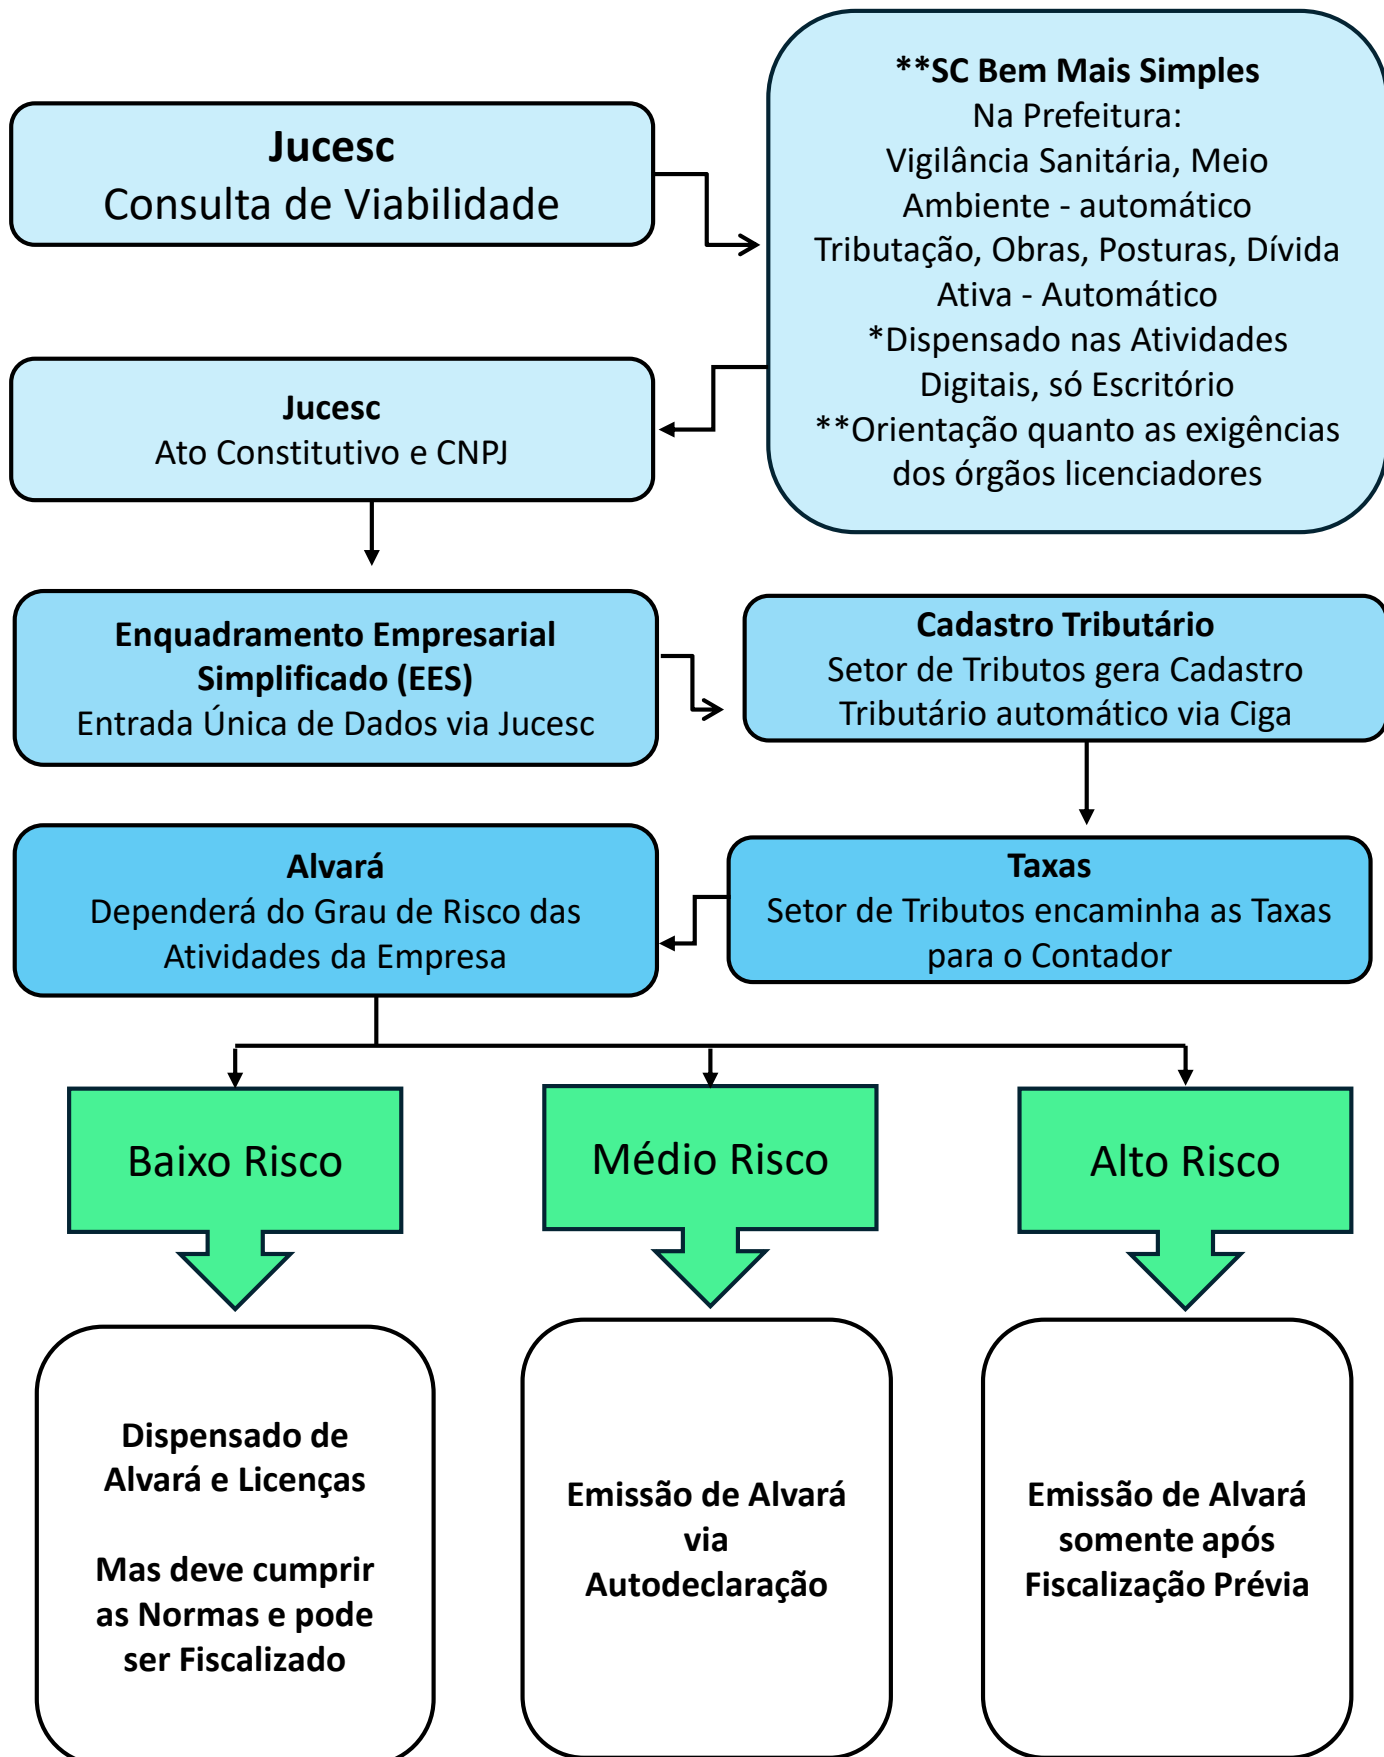 Jucesc
Consulta de Viabilidade
**SC Bem Mais Simples
Na Prefeitura:
Vigilância Sanitária, Meio
Ambiente - automático
Tributação, Obras, Posturas, Dívida
Ativa - Automático
*Dispensado nas Atividades
Digitais, só Escritório
**Orientação quanto as exigências
dos órgãos licenciadores
Jucesc
Ato Constitutivo e CNPJ
Enquadramento Empresarial
Simplificado (EES)
Entrada Única de Dados via Jucesc
Cadastro Tributário
Setor de Tributos gera Cadastro
Tributário automático via Ciga
Taxas
Setor de Tributos encaminha as Taxas
para o Contador
Alvará
Dependerá do Grau de Risco das
Atividades da Empresa
Baixo Risco
Médio Risco
Alto Risco
Dispensado de
Alvará e Licenças
Mas deve cumprir
as Normas e pode
ser Fiscalizado
Emissão de Alvará
via
Autodeclaração
Emissão de Alvará
somente após
Fiscalização Prévia